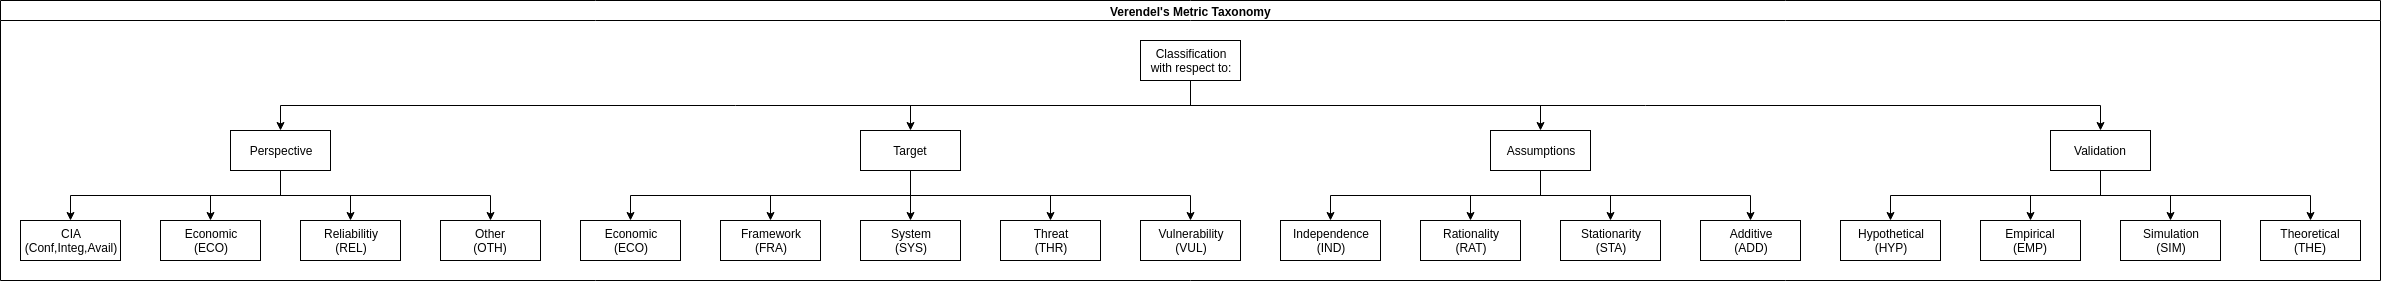 Verendel's Metric Taxonomy
Classification
with respect to:
Perspective
Target
Assumptions
Validation
CIA
(Conf,Integ,Avail)
Economic
(ECO)
Reliabilitiy
(REL)
Other
(OTH)
Economic
(ECO)
Framework
(FRA)
System
(SYS)
Threat
(THR)
Vulnerability
(VUL)
Independence
(IND)
Rationality
(RAT)
Stationarity
(STA)
Additive
(ADD)
Hypothetical
(HYP)
Empirical
(EMP)
Simulation
(SIM)
Theoretical
(THE)